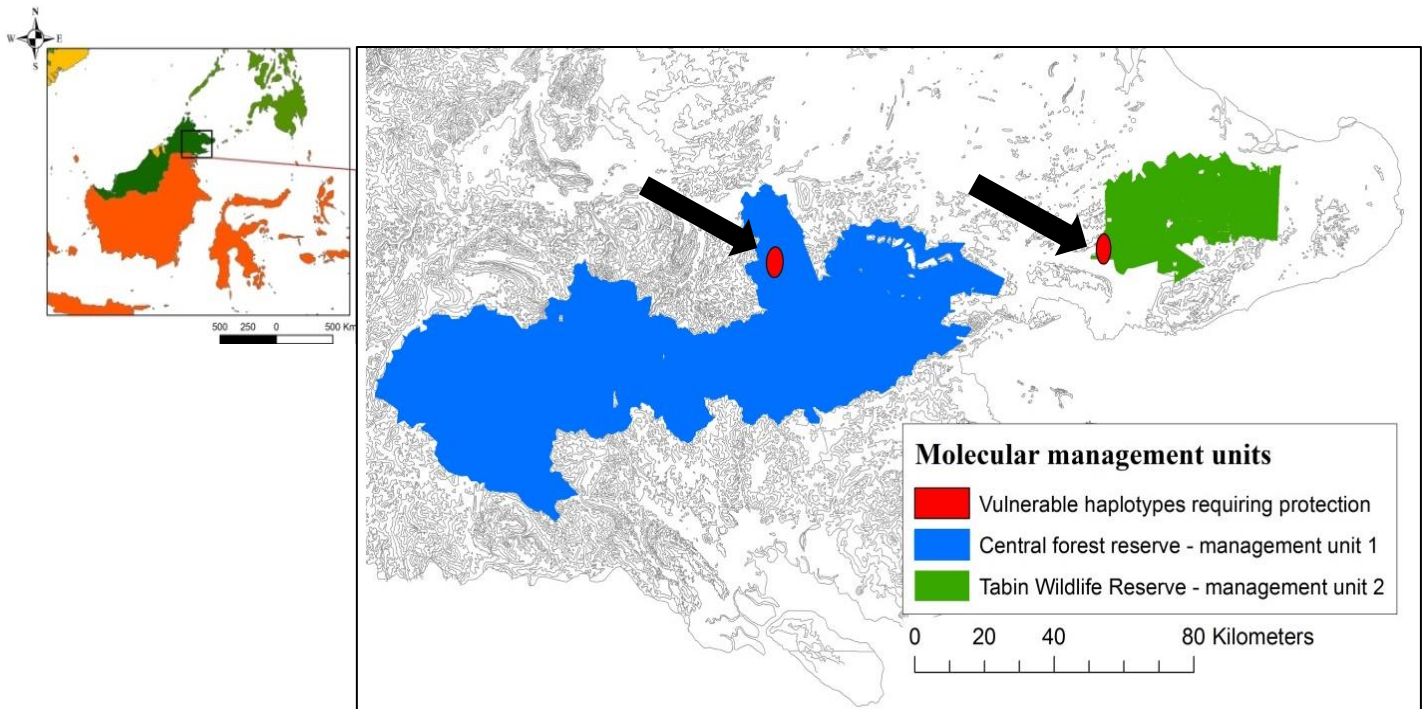 N
W E
S
500 250 0 500 Km
Molecular management units
Vulnerable haplotypes requiring protection
Central forest reserve - management unit 1
Tabin Wildlife Reserve - management unit 2
0 20 40 80 Kilometers